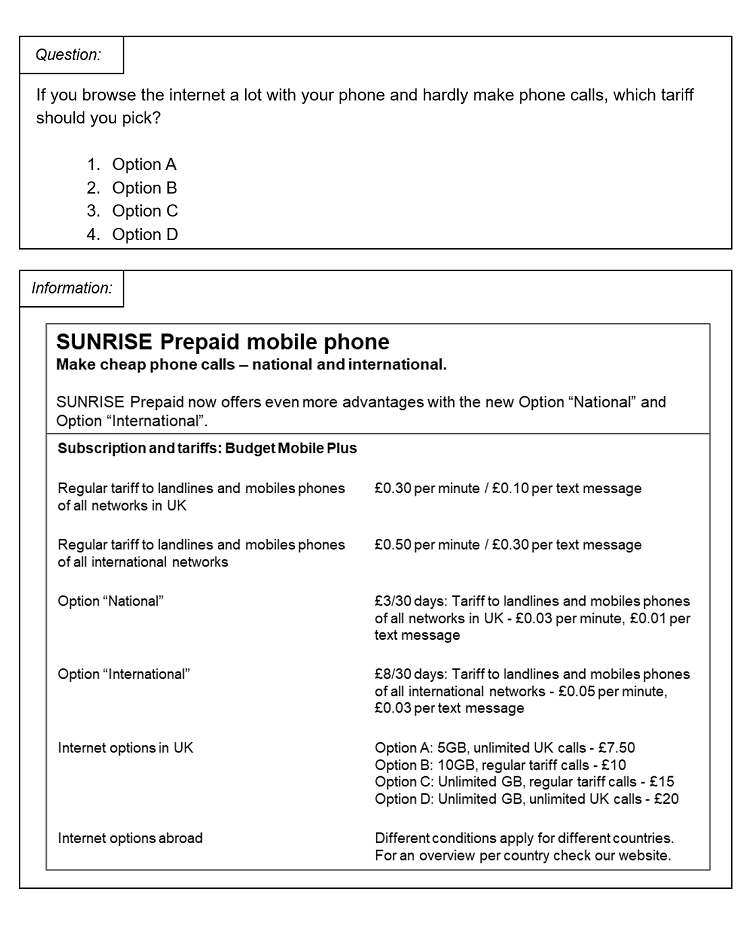 Question:
If you browse the internet a lot with your phone and hardly make phone calls, which tariff
should you pick?
1. Option A
2. Option B
3. Option C
4. Option D
Information:
SUNRISE Prepaid mobile phone
Make cheap phone calls – national and international.
SUNRISE Prepaid now offers even more advantages with the new Option “National” and
Option “International”.
Subscription and tariffs: Budget Mobile Plus
Regular tariff to landlines and mobiles phones
of all networks in UK
£0.30 per minute / £0.10 per text message
Regular tariff to landlines and mobiles phones
of all international networks
£0.50 per minute / £0.30 per text message
Option “National”
£3/30 days: Tariff to landlines and mobiles phones
of all networks in UK - £0.03 per minute, £0.01 per
text message
Option “International”
£8/30 days: Tariff to landlines and mobiles phones
of all international networks - £0.05 per minute,
£0.03 per text message
Internet options in UK
Option A: 5GB, unlimited UK calls - £7.50
Option B: 10GB, regular tariff calls - £10
Option C: Unlimited GB, regular tariff calls - £15
Option D: Unlimited GB, unlimited UK calls - £20
Internet options abroad
Different conditions apply for different countries.
For an overview per country check our website.